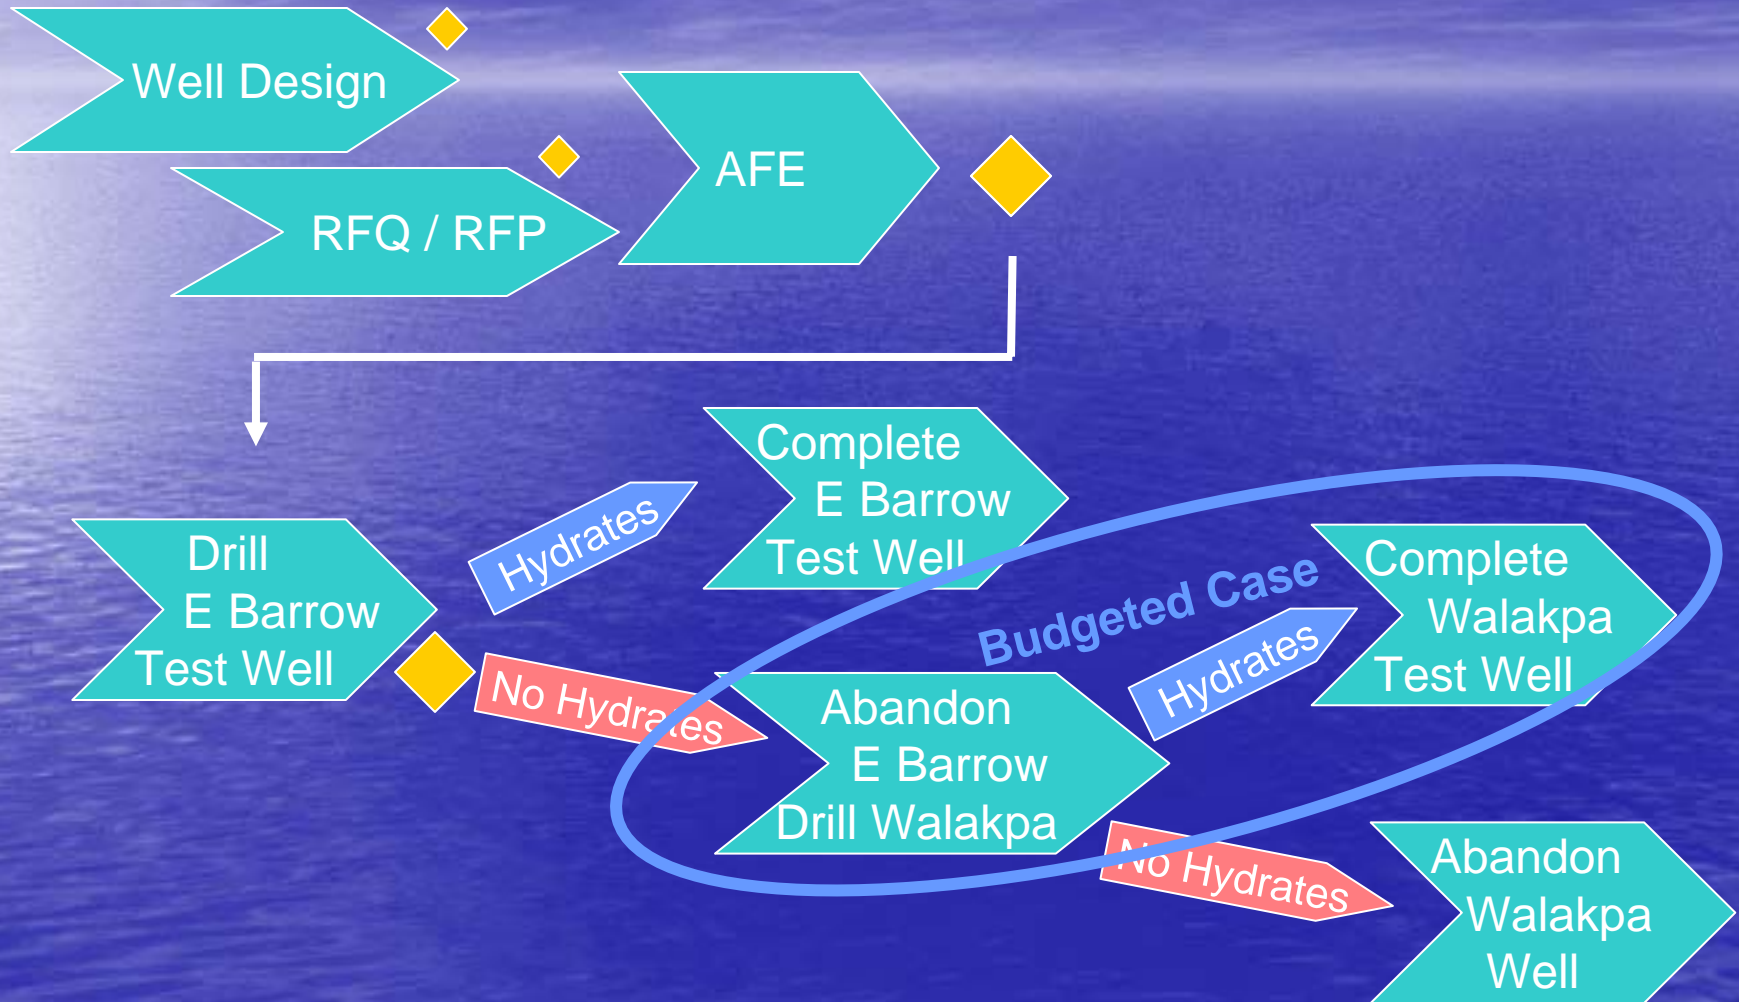 Well Design
RFQ / RFP
AFE
Drill
E Barrow
Test Well
Hydrates
Complete
E Barrow
Test Well
No Hydrates
Abandon
E Barrow
Drill Walakpa
Budgeted Case
Hydrates
Complete
Walakpa
Test Well
No Hydrates
Abandon
Walakpa
Well